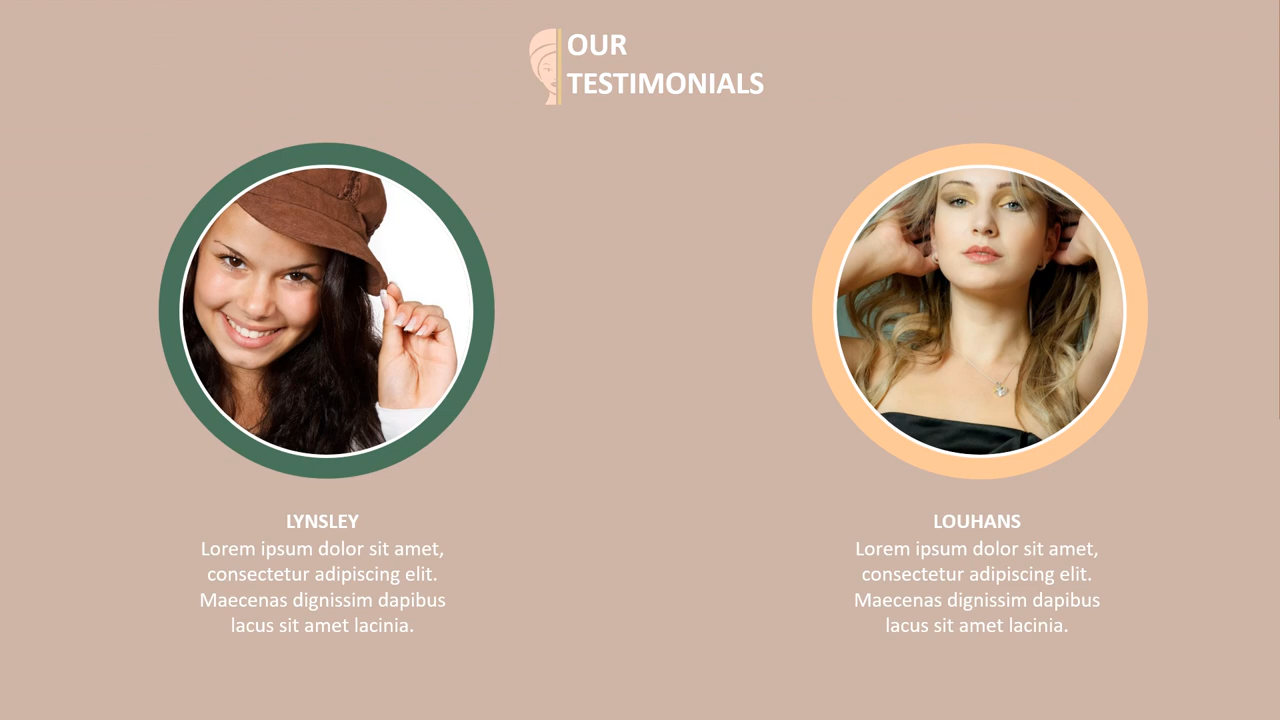 OUR
TESTIMONIALS
LYNSLEY
Lorem ipsum dolor sit amet,
consectetur adipiscing elit.
Maecenas dignissim dapibus
lacus sit amet lacinia.
LOUHANS
Lorem ipsum dolor sit amet,
consectetur adipiscing elit.
Maecenas dignissim dapibus
lacus sit amet lacinia.